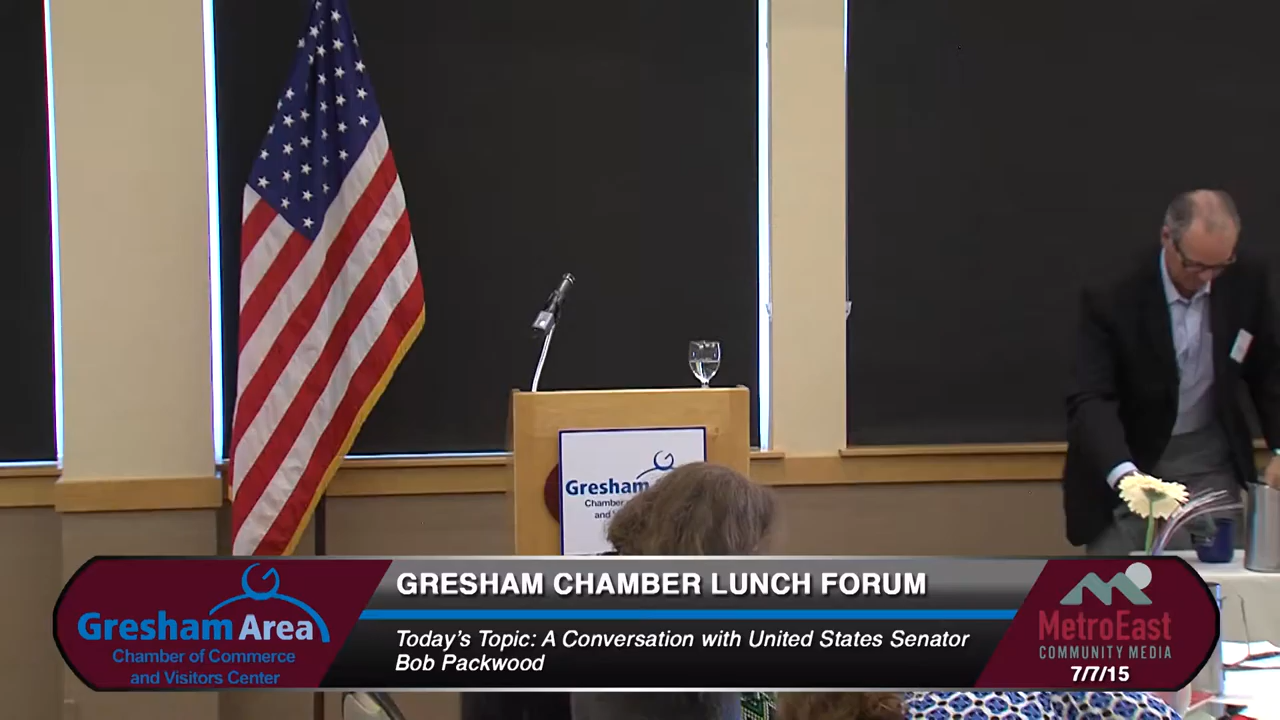 Gresham
Chamber
and V
GRESHAM CHAMBER LUNCH FORUM
Today's Topic: A Conversation with United States Senator
Bob Packwood
Gresham Area
Chamber of Commerce
and Visitors Center
MetroEast
COMMUNITY MEDIA
7/7/15